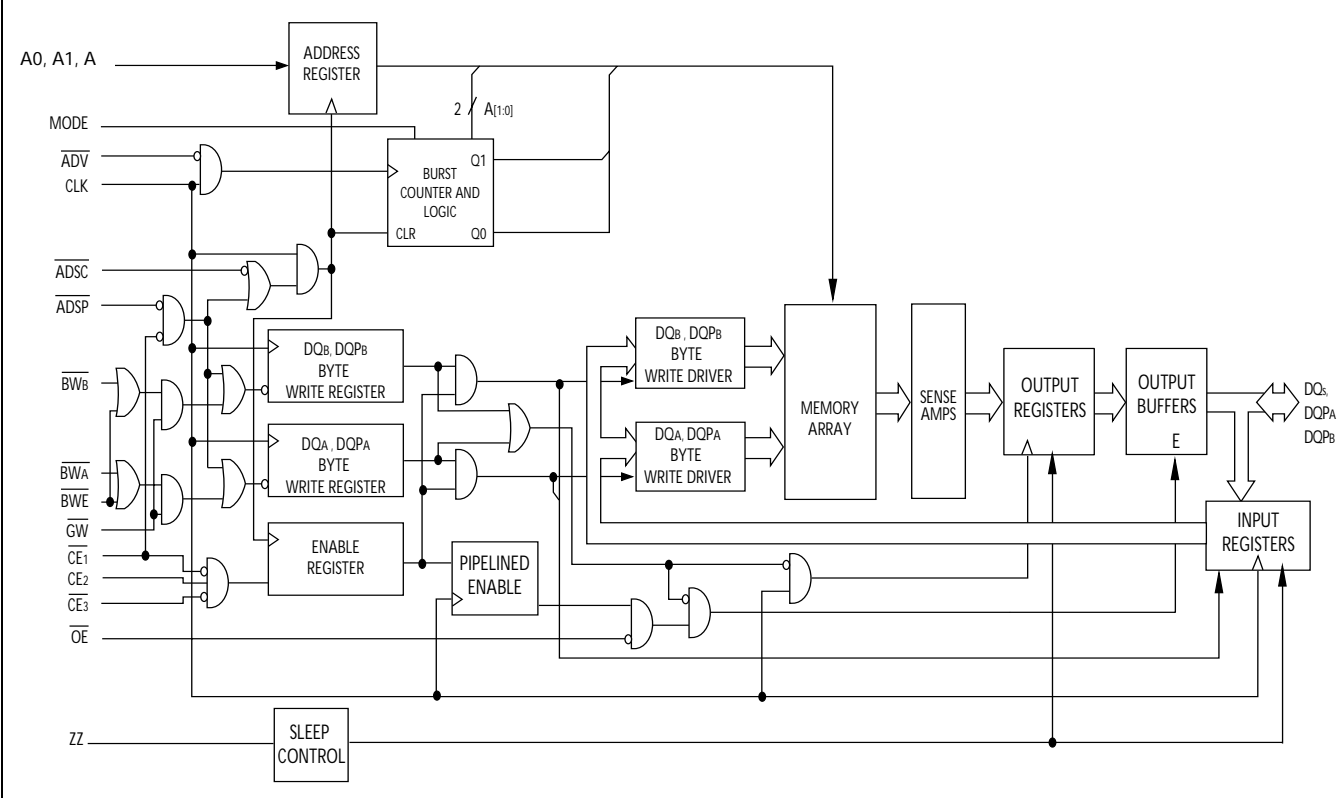 A0, A1, A
ADDRESS
REGISTER
MODE
2
A[1:0]
ADV
CLK
Q1
BURST
COUNTER AND
LOGIC
CLR
Q0
ADSC
ADSP
DQB, DQPB
BYTE
WRITE REGISTER
DQB, DQPB
BYTE
WRITE DRIVER
MEMORY
ARRAY
SENSE
AMPS
OUTPUT
REGISTERS
OUTPUT
BUFFERS
E
DQs,
DQPA
DQPB
BWB
DQA, DQPA
BYTE
WRITE REGISTER
DQA, DQPA
BYTE
WRITE DRIVER
BWA
BWE
GW
CE1
CE2
CE3
ENABLE
REGISTER
PIPELINED
ENABLE
INPUT
REGISTERS
OE
ZZ
SLEEP
CONTROL